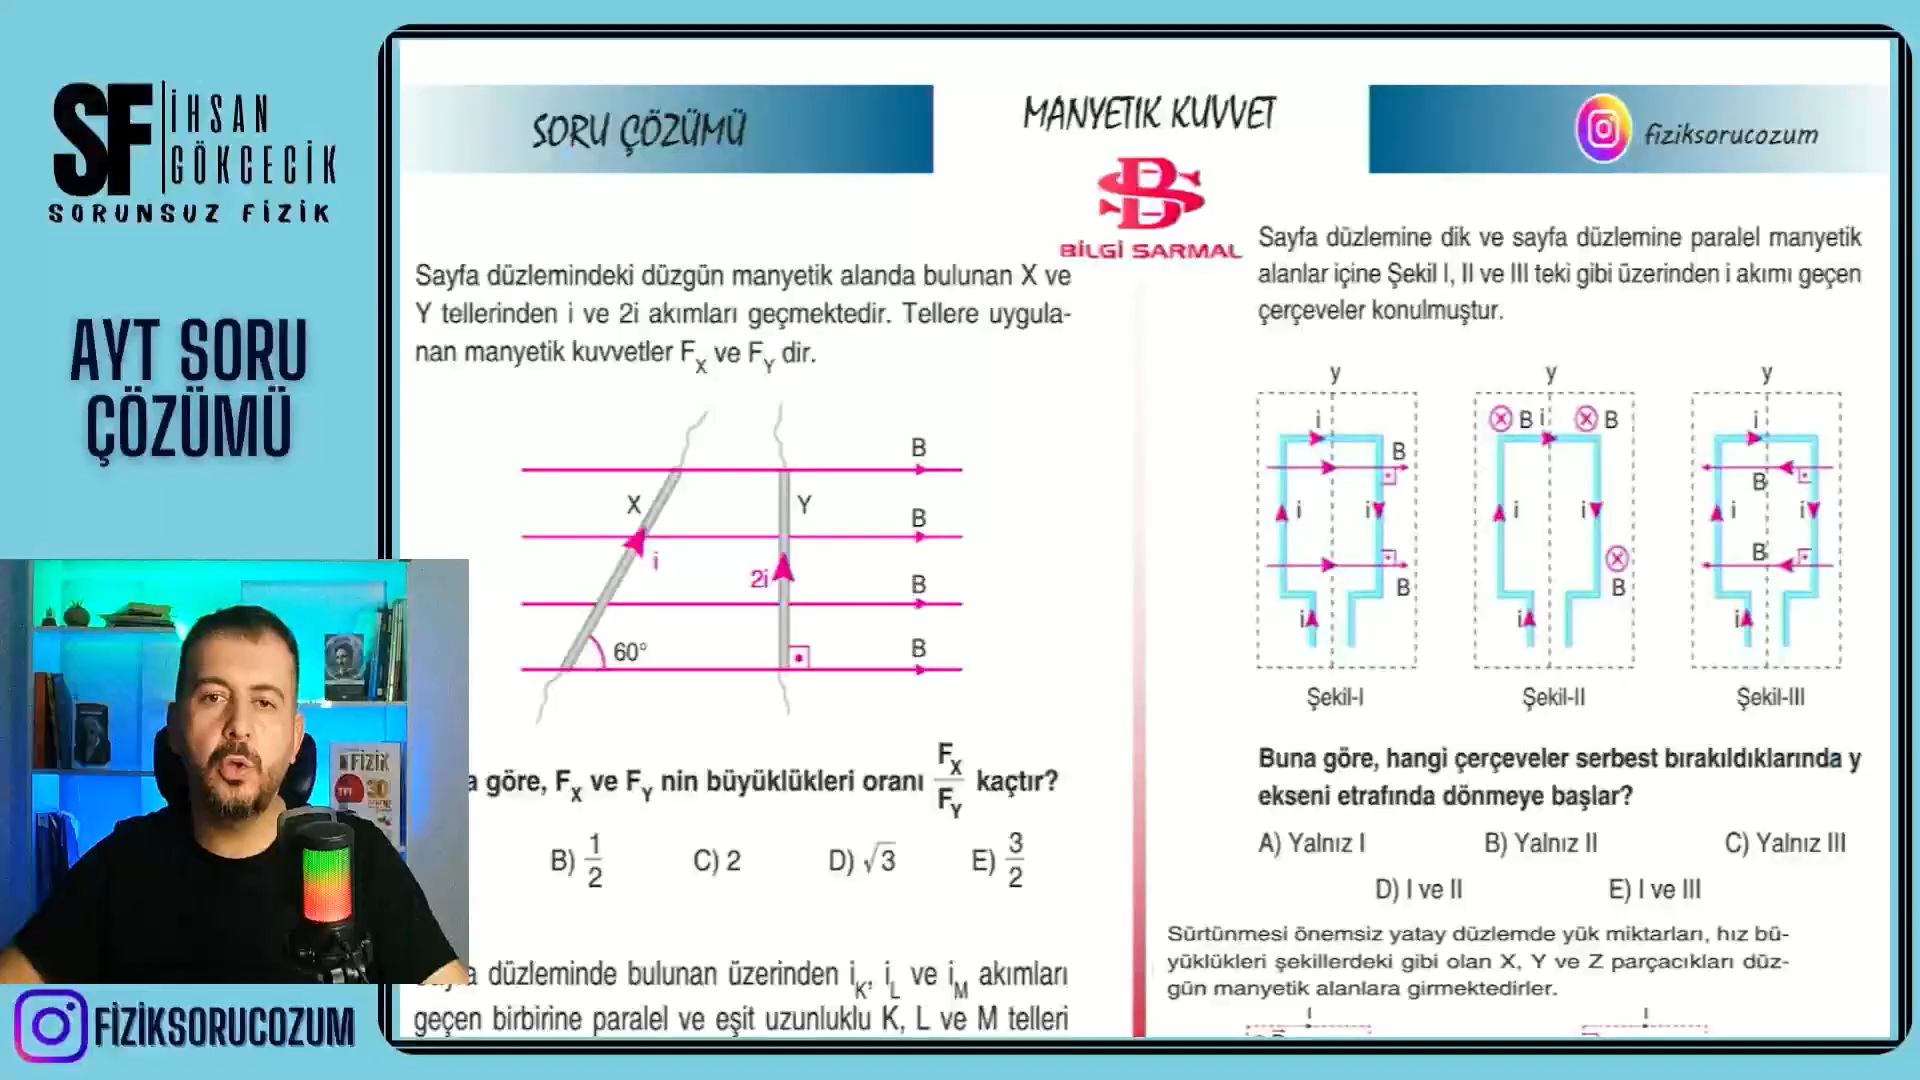 SF
İHSAN
GÖKCECİK
SORUNSUZ FİZİK
AYT SORU
ÇÖZÜMÜ
FİZİK
TYT
30
FİZİKSORUCOZUM
SORU ÇÖZÜMÜ
MANYETIK KUVVET
BİLGİ SARMAL
fiziksorucozum
Sayfa düzlemindeki düzgün manyetik alanda bulunan X ve
Y tellerinden i ve 2i akımları geçmektedir. Tellere uygula-
nan manyetik kuvvetler F_X ve F_Y dir.
B
X
Y
B
i
2i
B
60°
B
göre, F_X ve F_Y nin büyüklükleri oranı F_X/F_Y kaçtır?
B) 1/2 C) 2 D) √3 E) 3/2
düzleminde bulunan üzerinden i_K, i_L ve i_M akımları
geçen birbirine paralel ve eşit uzunluklu K, L ve M telleri
Sayfa düzlemine dik ve sayfa düzlemine paralel manyetik
alanlar içine Şekil I, II ve III teki gibi üzerinden i akımı geçen
çerçeveler konulmuştur.
y y y
i B i B i
B B
i i i i i i
B
B B
i i i
Şekil-I Şekil-II Şekil-III
Buna göre, hangi çerçeveler serbest bırakıldıklarında y
ekseni etrafında dönmeye başlar?
A) Yalnız I B) Yalnız II C) Yalnız III
D) I ve II E) I ve III
Sürtünmesi önemsiz yatay düzlemde yük miktarları, hız bü-
yüklükleri şekillerdeki gibi olan X, Y ve Z parçacıkları düz-
gün manyetik alanlara girmektedirler.